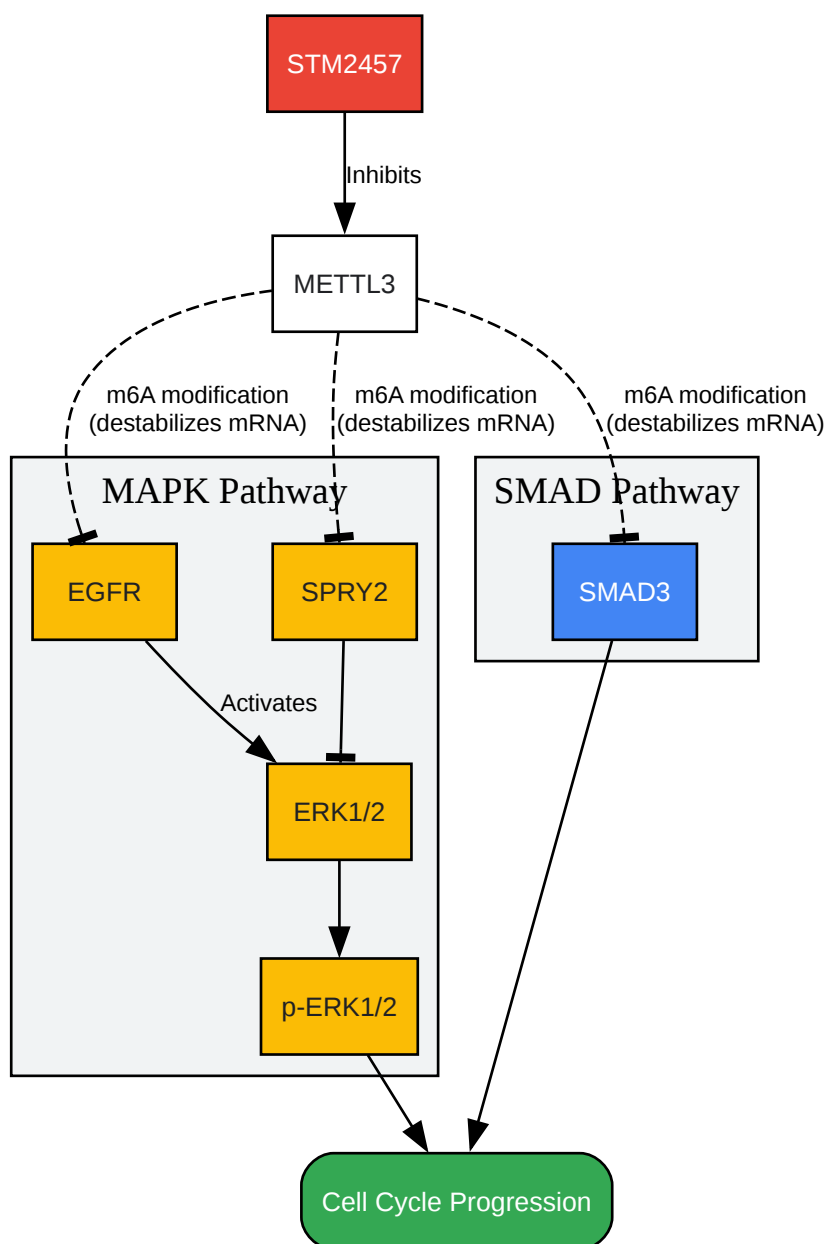 STM2457
Inhibits
METTL3
m6A modification
(destabilizes mRNA)
m6A modification
(destabilizes mRNA)
m6A modification
(destabilizes mRNA)
MAPK Pathway
SMAD Pathway
EGFR
SPRY2
SMAD3
Activates
ERK1/2
p-ERK1/2
Cell Cycle Progression